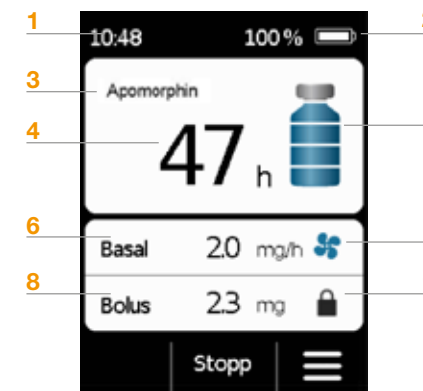 1
10:48 100 %
3
Apomorphin
4
47 h
6
Basal 2.0 mg/h
8
Bolus 2.3 mg
Stopp